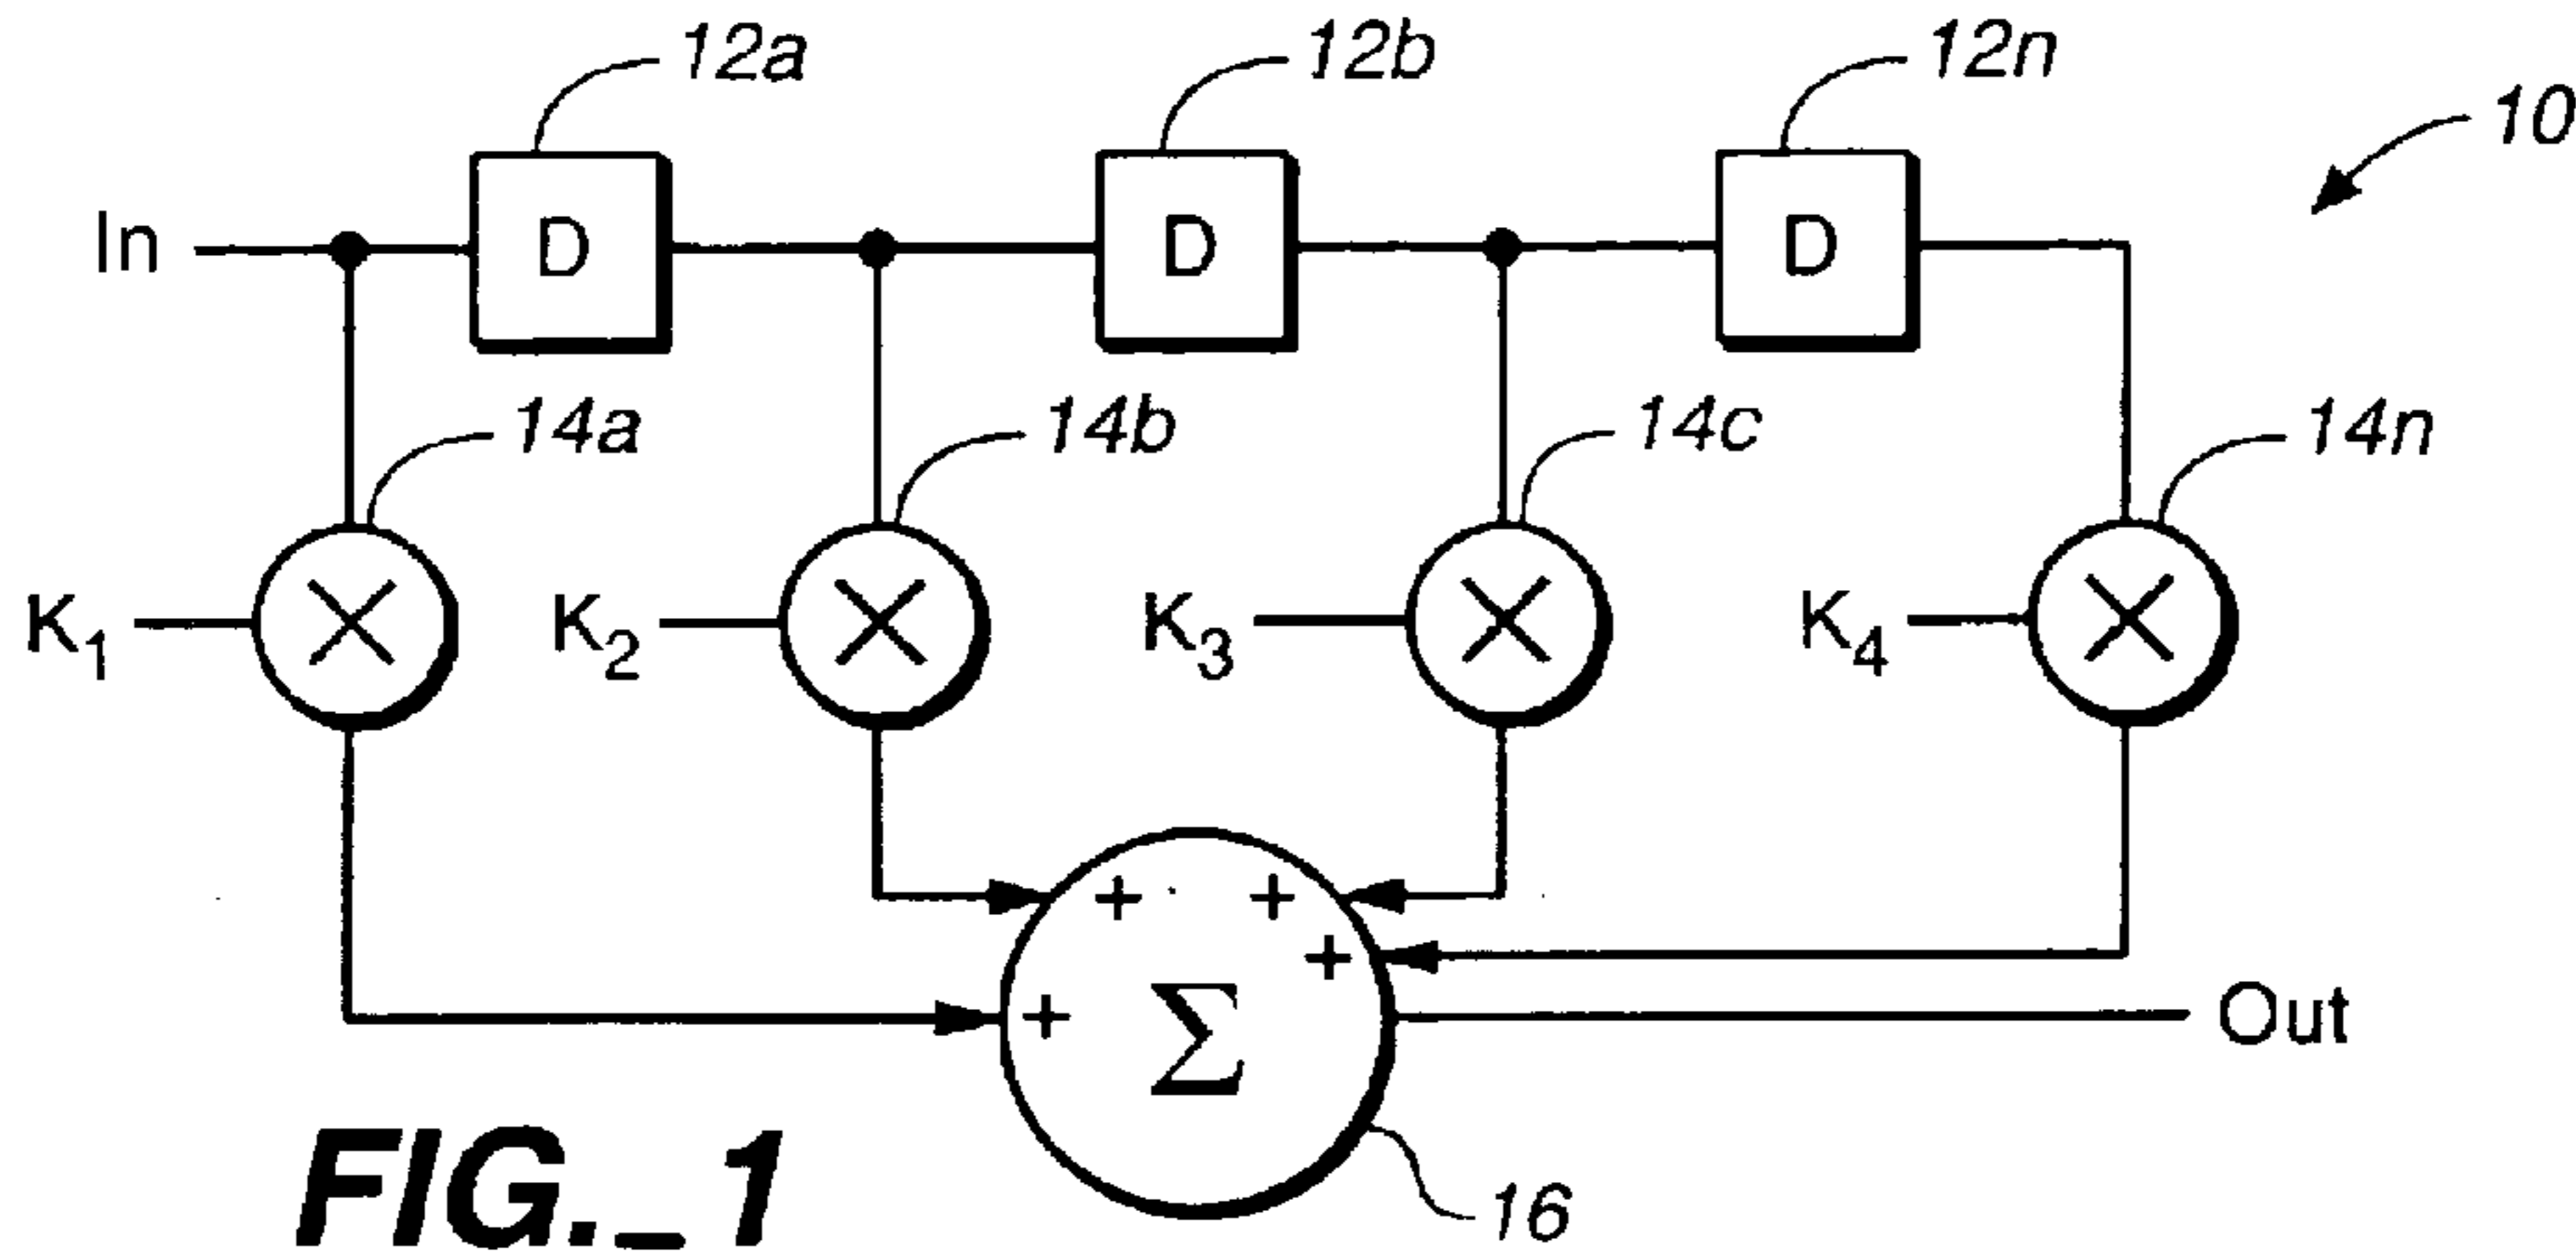 12a 12b 12n
10
In D D D
14a 14b 14c 14n
K₁ K₂ K₃ K₄
+ +
+
+ Σ Out
FIG._1
16